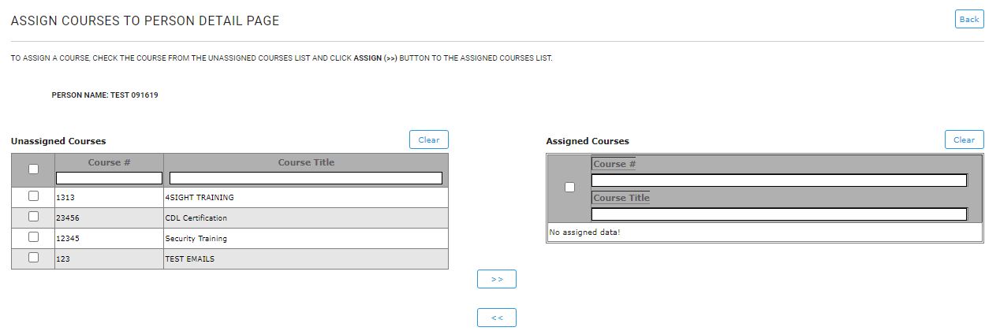 ASSIGN COURSES TO PERSON DETAIL PAGE
Back
TO ASSIGN A COURSE, CHECK THE COURSE FROM THE UNASSIGNED COURSES LIST AND CLICK ASSIGN (>>) BUTTON TO THE ASSIGNED COURSES LIST.
PERSON NAME: TEST 091619
Unassigned Courses
Clear
Course # Course Title
1313 4SIGHT TRAINING
23456 CDL Certification
12345 Security Training
123 TEST EMAILS
>>
<<
Assigned Courses
Clear
Course #
Course Title
No assigned data!